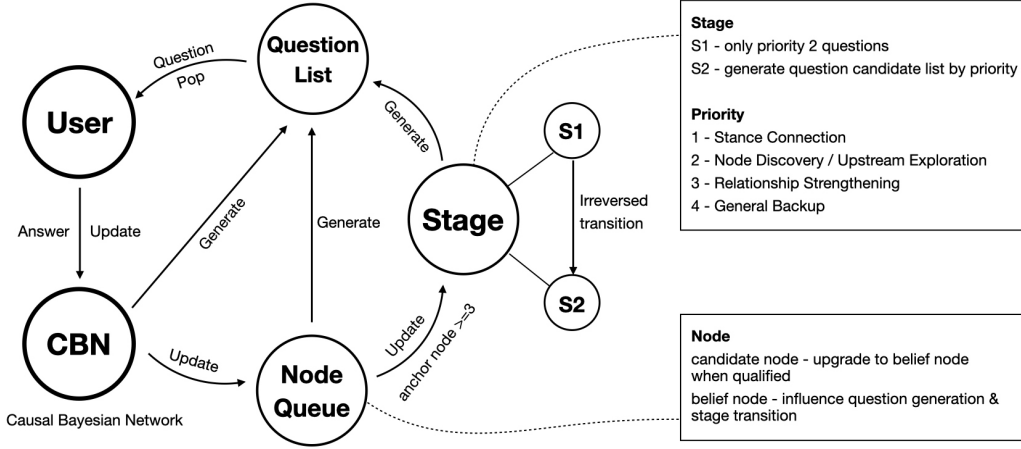 Question
List
Question
Pop
User
Answer
Update
CBN
Causal Bayesian Network
Generate
Generate
Generate
Update
Node
Queue
Update
anchor node >=3
Stage
S1
Irreversed
transition
S2
Stage
S1 - only priority 2 questions
S2 - generate question candidate list by priority
Priority
1 - Stance Connection
2 - Node Discovery / Upstream Exploration
3 - Relationship Strengthening
4 - General Backup
Node
candidate node - upgrade to belief node
when qualified
belief node - influence question generation &
stage transition